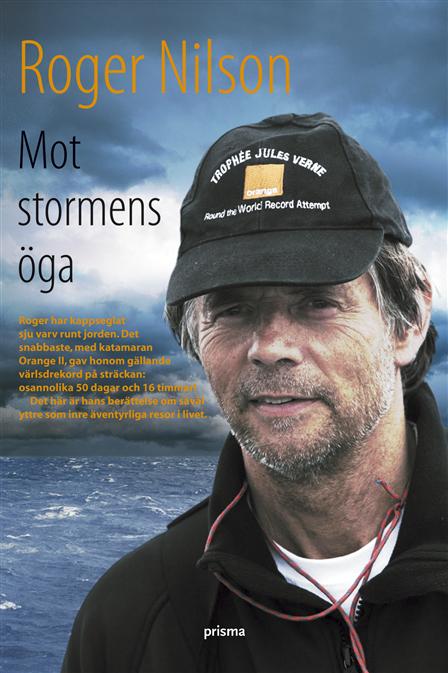 Roger Nilson
Mot
stormens
öga
TROPHÉE JULES VERNE
orange
Round the World Record Attempt
Roger har kappseglat
sju varv runt jorden. Det
snabbaste, med katamaran
Orange II, gav honom gällande
världsrekord på sträckan:
osannolika 50 dagar och 16 timmar!
Det här är hans berättelse om såväl
yttre som inre äventyrliga resor i livet.
prisma